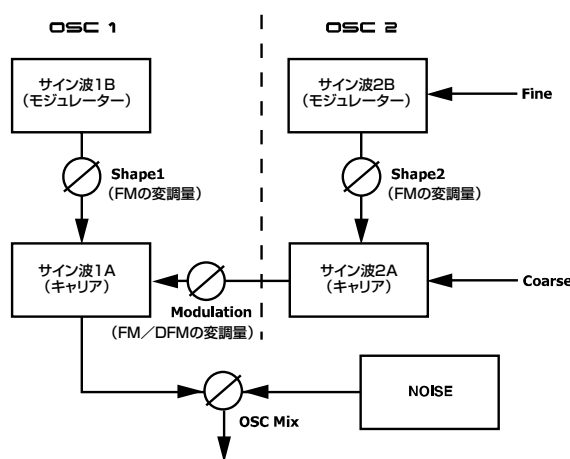 OSC 1
OSC 2
サイン波1B
（モジュレーター）
サイン波2B
（モジュレーター）
Fine
Shape1
（FMの変調量）
Shape2
（FMの変調量）
サイン波1A
（キャリア）
サイン波2A
（キャリア）
Coarse
Modulation
（FM／DFMの変調量）
NOISE
OSC Mix